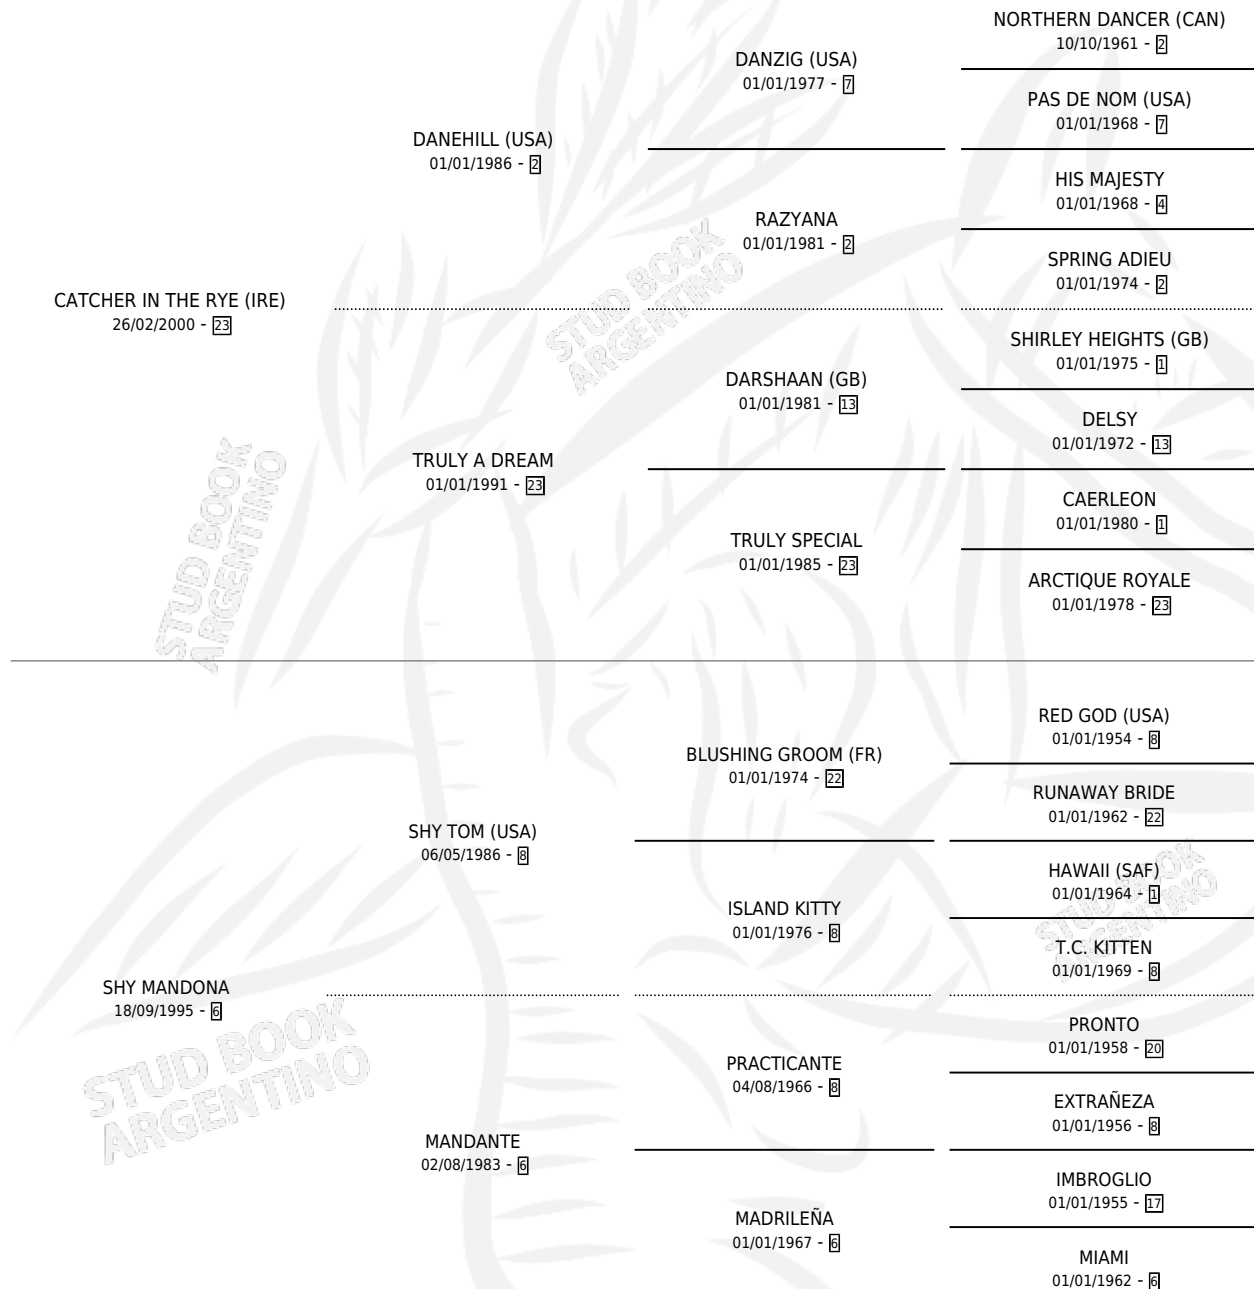 NORTHERN DANCER (CAN)
10/10/1961 - 2
DANZIG (USA)
01/01/1977 - 7
PAS DE NOM (USA)
01/01/1968 - 7
DANEHILL (USA)
01/01/1986 - 2
HIS MAJESTY
01/01/1968 - 4
RAZYANA
01/01/1981 - 2
SPRING ADIEU
01/01/1974 - 2
CATCHER IN THE RYE (IRE)
26/02/2000 - 23
SHIRLEY HEIGHTS (GB)
01/01/1975 - 1
DARSHAAN (GB)
01/01/1981 - 13
DELSY
01/01/1972 - 13
TRULY A DREAM
01/01/1991 - 23
CAERLEON
01/01/1980 - 1
TRULY SPECIAL
01/01/1985 - 23
ARCTIQUE ROYALE
01/01/1978 - 23
RED GOD (USA)
01/01/1954 - 8
BLUSHING GROOM (FR)
01/01/1974 - 22
RUNAWAY BRIDE
01/01/1962 - 22
SHY TOM (USA)
06/05/1986 - 8
HAWAII (SAF)
01/01/1964 - 1
ISLAND KITTY
01/01/1976 - 8
T.C. KITTEN
01/01/1969 - 8
SHY MANDONA
18/09/1995 - 6
PRONTO
01/01/1958 - 20
PRACTICANTE
04/08/1966 - 8
EXTRAÑEZA
01/01/1956 - 8
MANDANTE
02/08/1983 - 6
IMBROGLIO
01/01/1955 - 17
MADRILEÑA
01/01/1967 - 6
MIAMI
01/01/1962 - 6
STUD BOOK
ARGENTINO
STUD BOOK
ARGENTINO
STUD BOOK
ARGENTINO
STUD BOOK
ARGENTINO